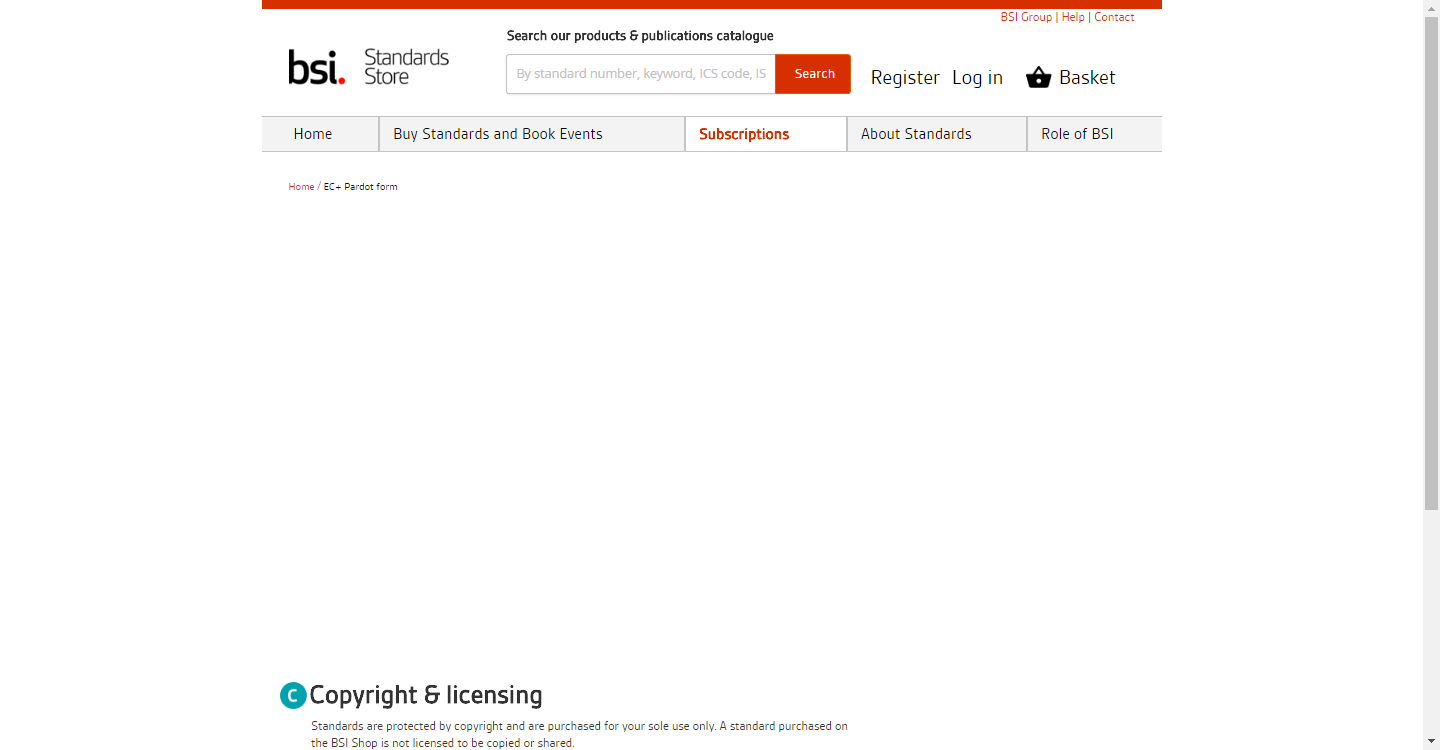 BSI Group | Help | Contact
Search our products & publications catalogue
bsi. Standards Store
By standard number, keyword, ICS code, IS
Search
Register Log in Basket
Home
Buy Standards and Book Events
Subscriptions
About Standards
Role of BSI
Home / EC+ Pardot form
C Copyright & licensing
Standards are protected by copyright and are purchased for your sole use only. A standard purchased on
the BSI Shop is not licensed to be copied or shared.